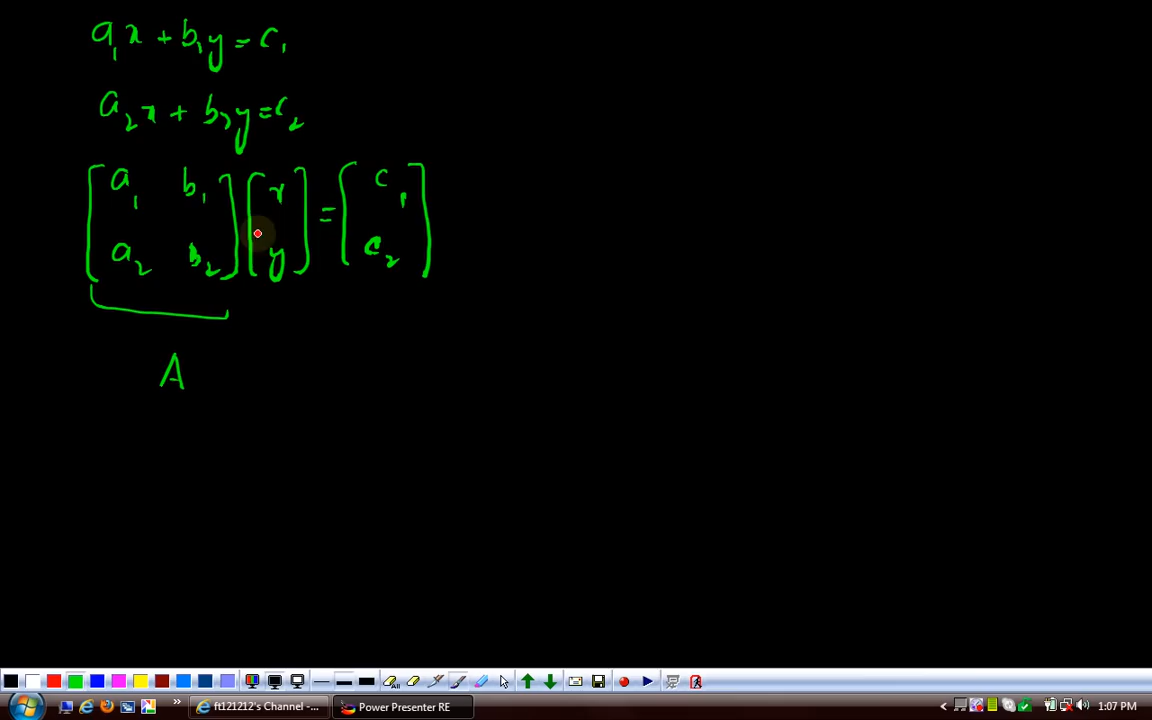 a₁x + b₁y = c₁
a₂x + b₂y = c₂
[a₁ b₁] [x] = [c₁]
[a₂ b₂] [y] [c₂]
A
ft121212's Channel -... Power Presenter RE 1:07 PM